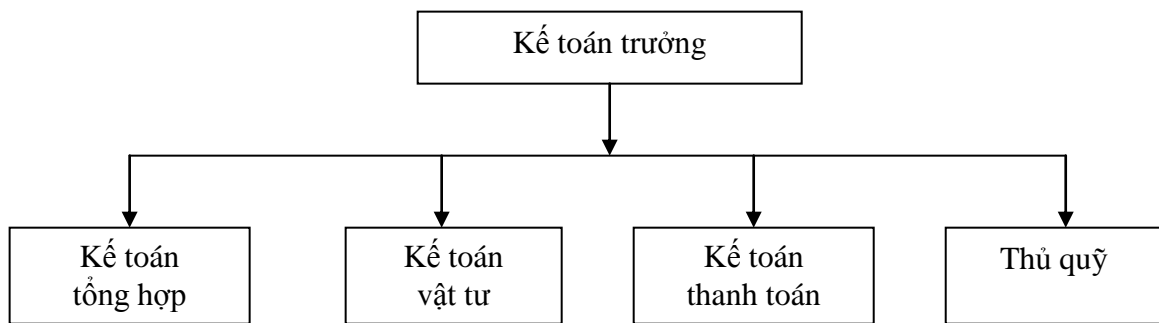 Kế toán trưởng
Kế toán
tổng hợp
Kế toán
vật tư
Kế toán
thanh toán
Thủ quỹ